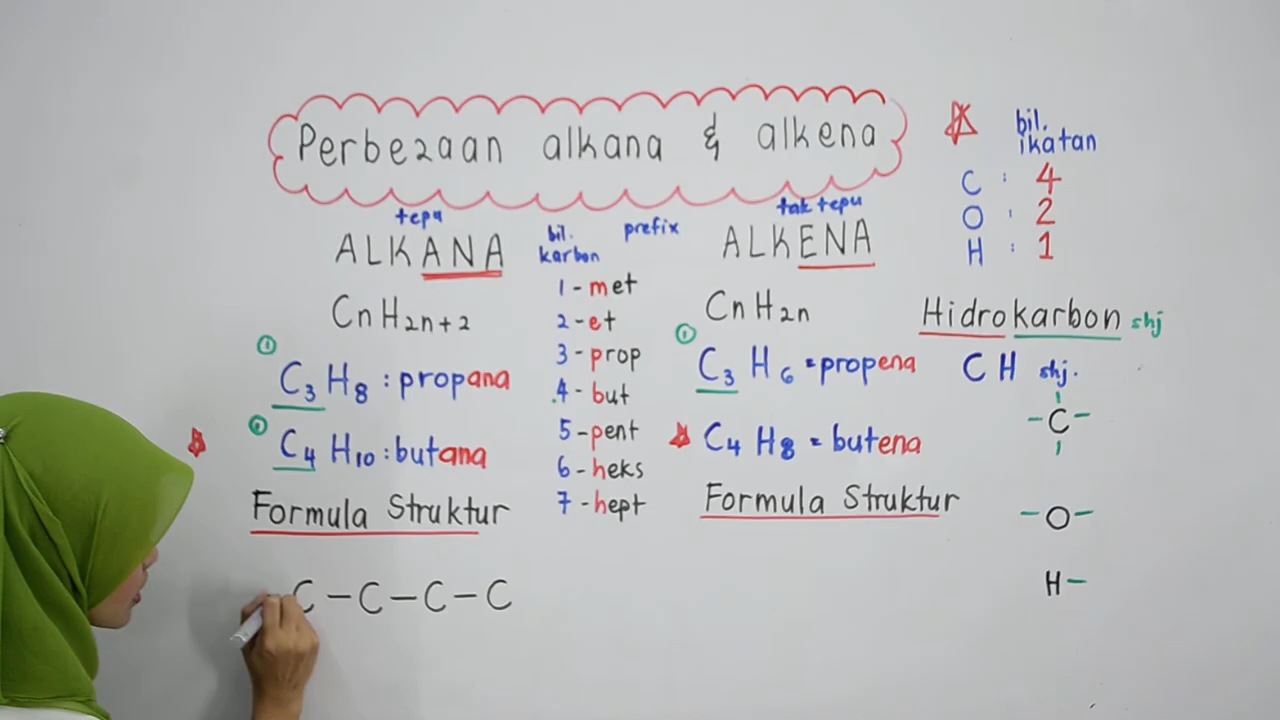 Perbezaan alkana & alkena
tepu
ALKANA
CnH2n+2
① C3H8 : propana
② C4H10 : butana
Formula Struktur
C – C – C – C
bil. karbon
prefix
1 - met
2 - et
3 - prop
4 - but
5 - pent
6 - heks
7 - hept
tak tepu
ALKENA
CnH2n
① C3H6 = propena
C4H8 = butena
Formula Struktur
bil.
ikatan
C : 4
O : 2
H : 1
Hidrokarbon shj
CH shj.
– C –
– O –
H –